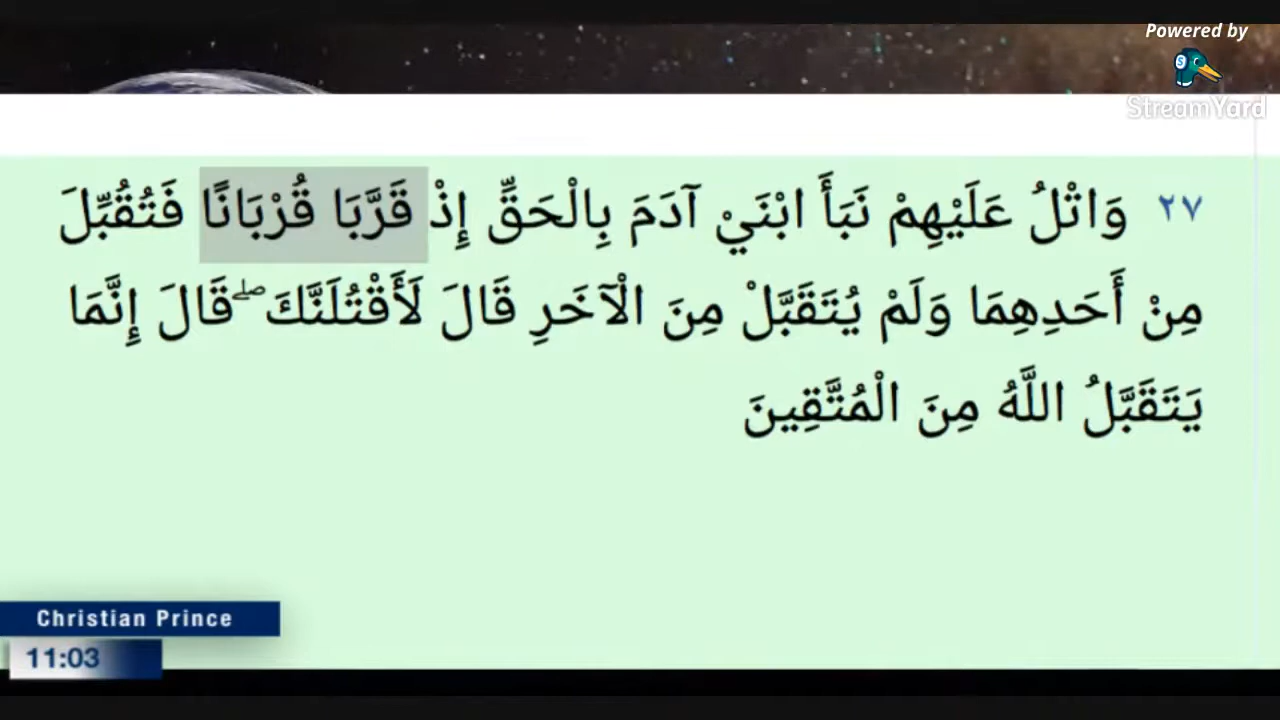 Powered by
StreamYard
٢٧ وَاتْلُ عَلَيْهِمْ نَبَأَ ابْنَيْ آدَمَ بِالْحَقِّ إِذْ قَرَّبَا قُرْبَانًا فَتُقُبِّلَ
مِنْ أَحَدِهِمَا وَلَمْ يُتَقَبَّلْ مِنَ الْآخَرِ قَالَ لَأَقْتُلَنَّكَ ۖ قَالَ إِنَّمَا
يَتَقَبَّلُ اللَّهُ مِنَ الْمُتَّقِينَ
Christian Prince
11:03